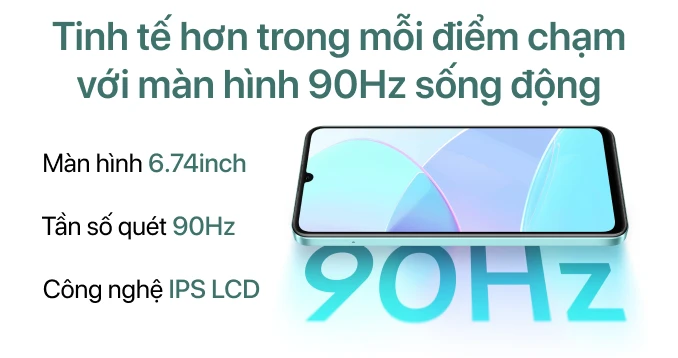 Tinh tế hơn trong mỗi điểm chạm
với màn hình 90Hz sống động
Màn hình 6.74inch
Tần số quét 90Hz
Công nghệ IPS LCD
90Hz